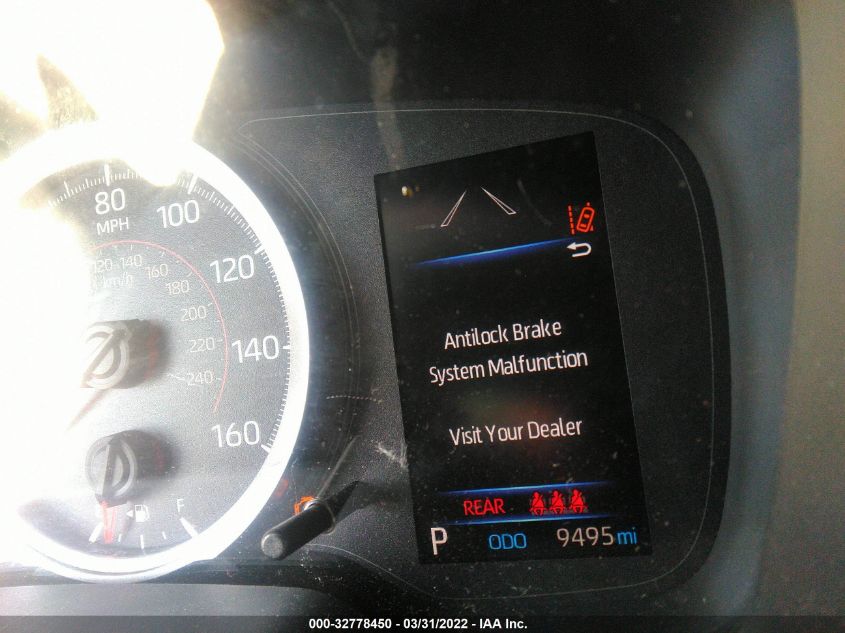 80
MPH
100
120
140
160
120 140
km/h
160
180
200
220
240
F
Antilock Brake
System Malfunction
Visit Your Dealer
REAR
P ODO 9495 mi
000-32778450 - 03/31/2022 - IAA Inc.